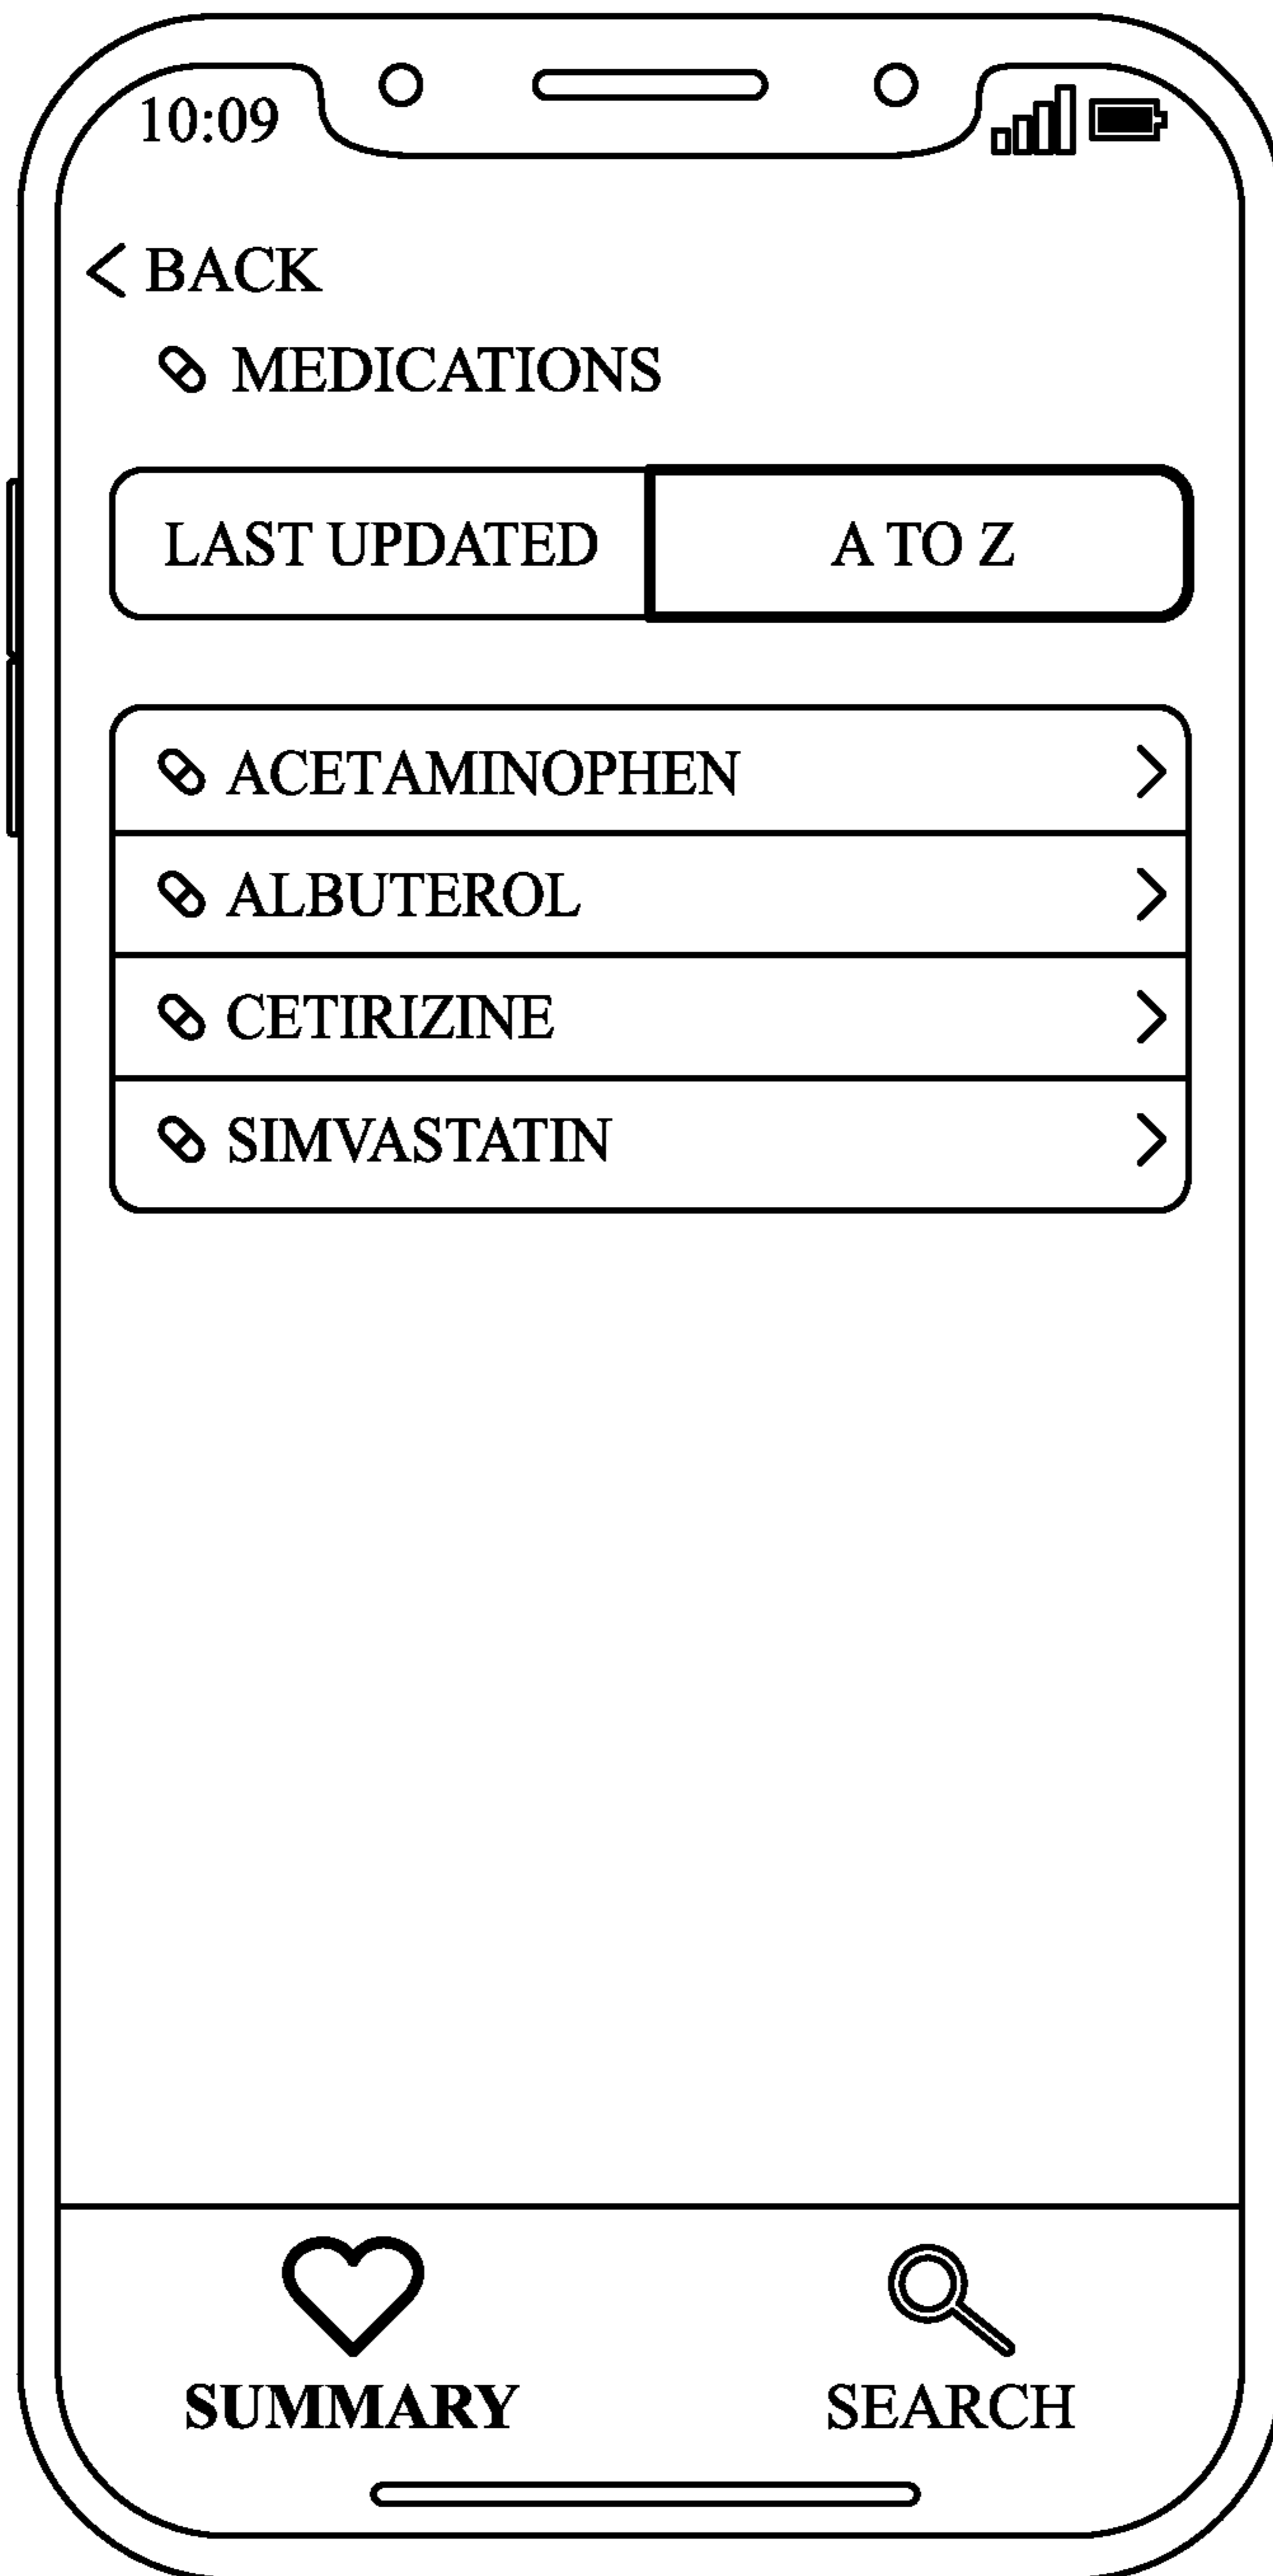 10:09
BACK
MEDICATIONS
LAST UPDATED A TO Z
ACETAMINOPHEN
ALBUTEROL
CETIRIZINE
SIMVASTATIN
SUMMARY SEARCH